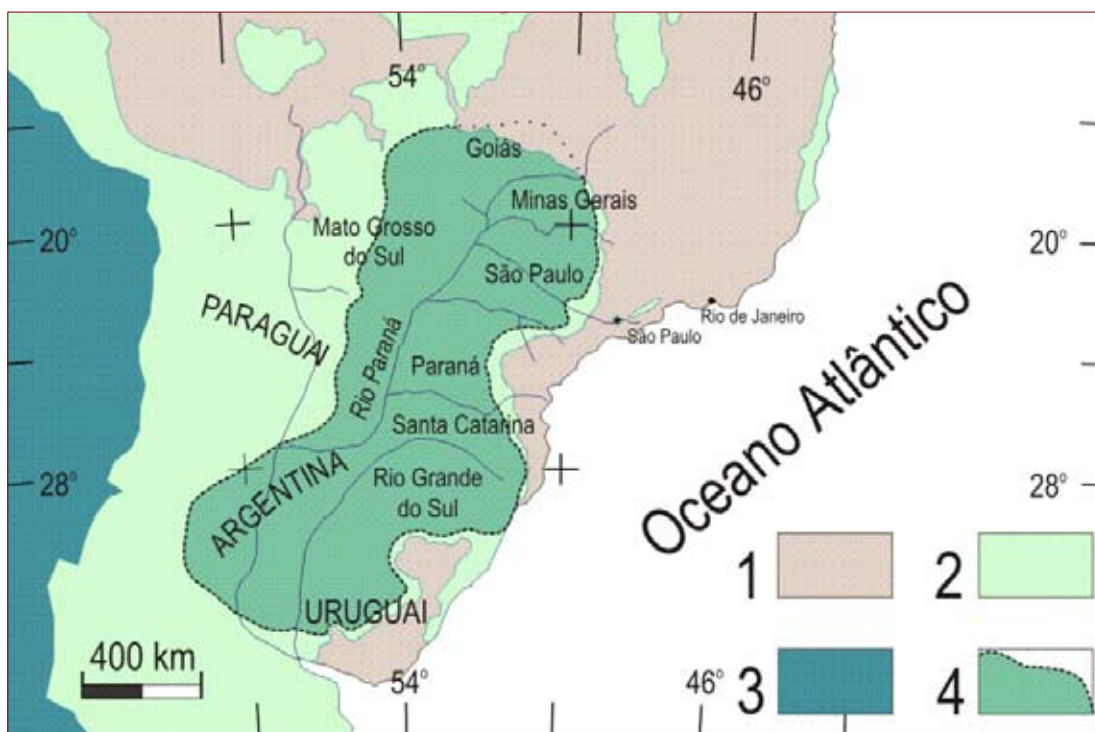 54°
46°
Goiás
Minas Gerais
20°
Mato Grosso
do Sul
20°
São Paulo
PARAGUAI
Rio de Janeiro
São Paulo
Rio Paraná
Paraná
Oceano Atlântico
Santa Catarina
28°
ARGENTINA
Rio Grande
do Sul
28°
1
2
URUGUAI
400 km
3
4
54°
46°